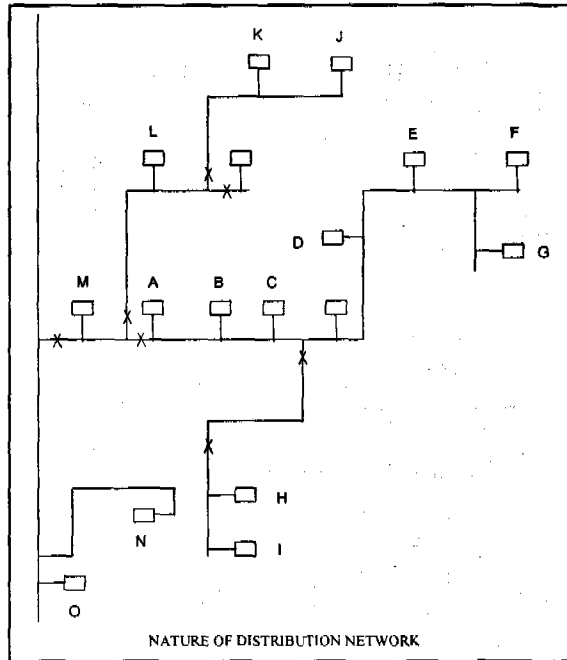 K J
L E F
D G
M A B C
H
N I
O
NATURE OF DISTRIBUTION NETWORK